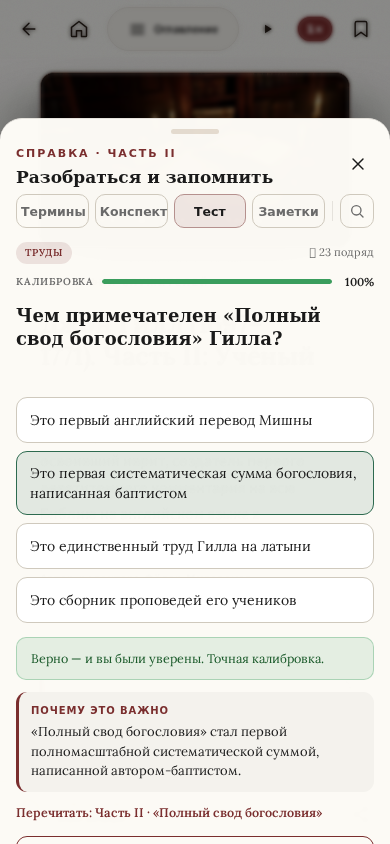 Оглавление
СПРАВКА · ЧАСТЬ II
Разобраться и запомнить
Термины
Конспект
Тест
Заметки
ТРУДЫ
23 подряд
КАЛИБРОВКА
100%
Чем примечателен «Полный
свод богословия» Гилла?
Это первый английский перевод Мишны
Это первая систематическая сумма богословия,
написанная баптистом
Это единственный труд Гилла на латыни
Это сборник проповедей его учеников
Верно — и вы были уверены. Точная калибровка.
ПОЧЕМУ ЭТО ВАЖНО
«Полный свод богословия» стал первой
полномасштабной систематической суммой,
написанной автором-баптистом.
Перечитать: Часть II · «Полный свод богословия»